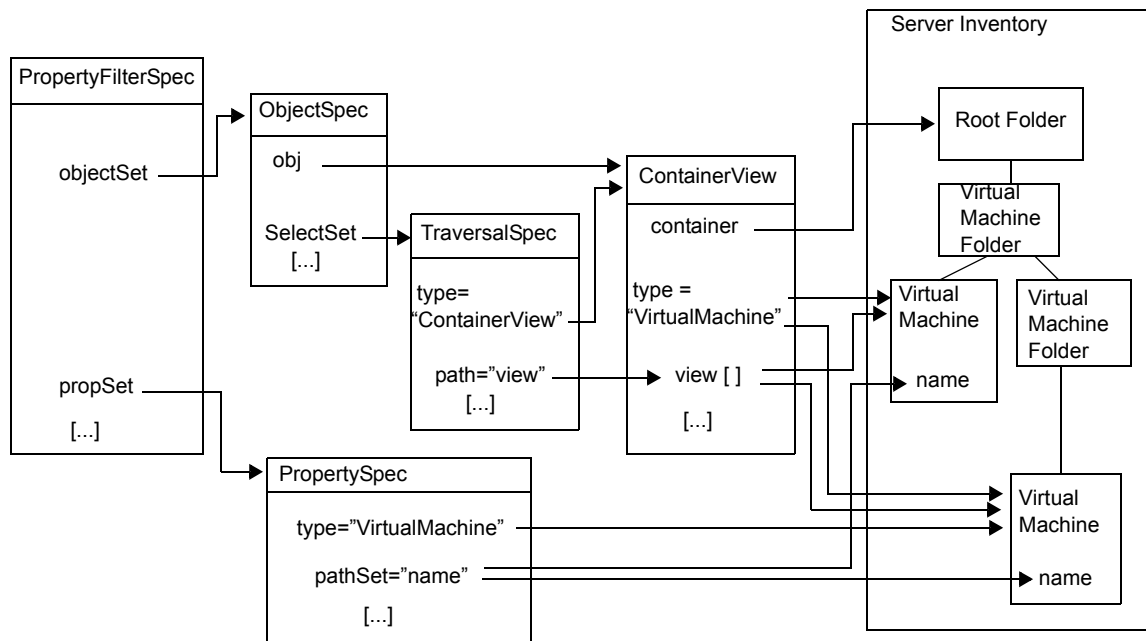 Server Inventory
PropertyFilterSpec
objectSet
propSet
[...]
ObjectSpec
obj
SelectSet
[...]
TraversalSpec
type=
“ContainerView”
path=”view”
[...]
ContainerView
container
type =
“VirtualMachine”
view [ ]
[...]
PropertySpec
type=”VirtualMachine”
pathSet=”name”
[...]
Root Folder
Virtual
Machine
Folder
Virtual
Machine
name
Virtual
Machine
Folder
Virtual
Machine
name